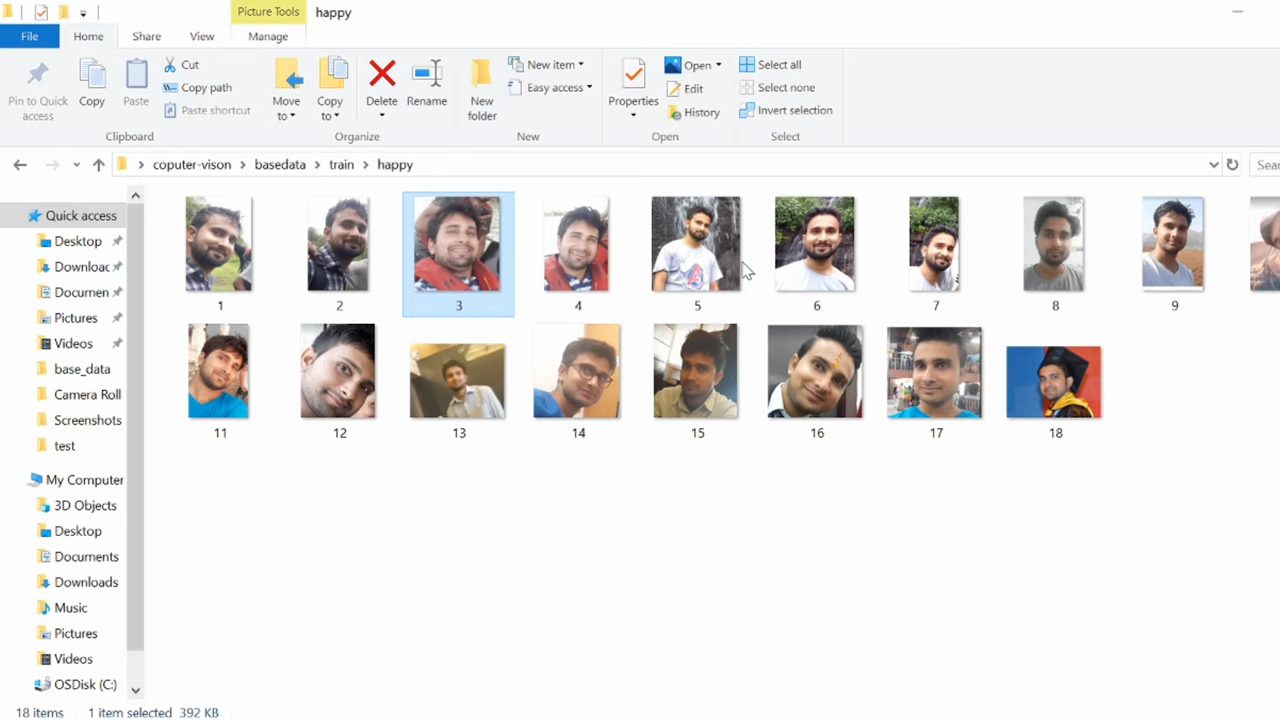 Picture Tools happy
File Home Share View Manage
Pin to Quick access
Copy
Paste
Cut
Copy path
Paste shortcut
Clipboard
Move to
Copy to
Delete
Rename
Organize
New folder
New item
Easy access
New
Properties
Open
Edit
History
Open
Select all
Select none
Invert selection
Select
coputer-vison basedata train happy
Sear
Quick access
Desktop
Downloac
Documen
Pictures
Videos
base_data
Camera Roll
Screenshots
test
My Computer
3D Objects
Desktop
Documents
Downloads
Music
Pictures
Videos
OSDisk (C:)
1 2 3 4 5 6 7 8 9
11 12 13 14 15 16 17 18
18 items 1 item selected 392 KB